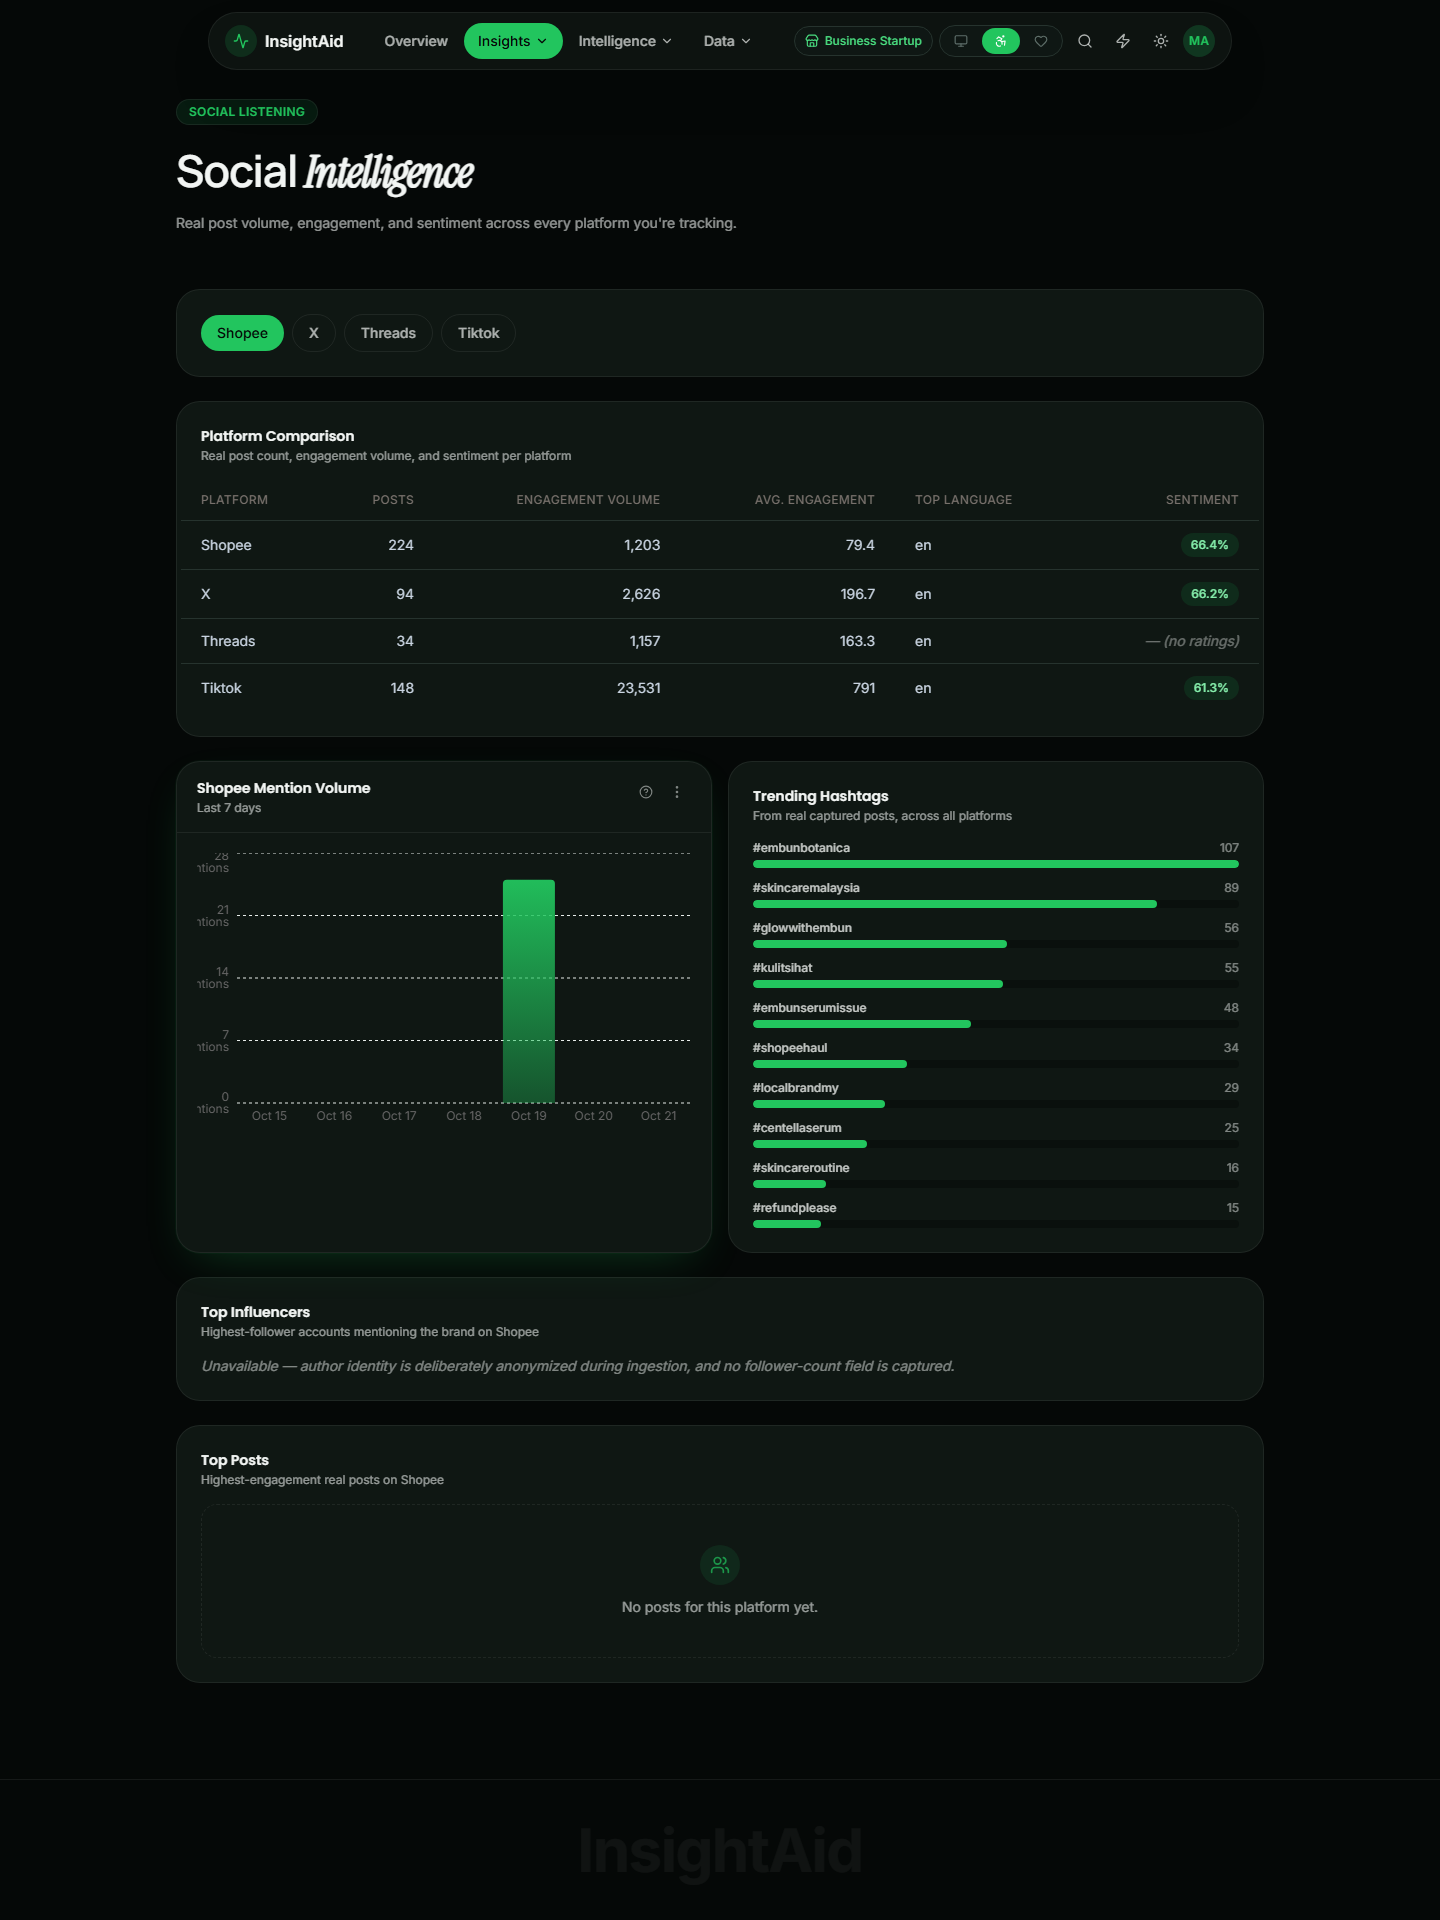 InsightAid Overview Insights Intelligence Data Business Startup MA
SOCIAL LISTENING
Social Intelligence
Real post volume, engagement, and sentiment across every platform you're tracking.
Shopee X Threads Tiktok
Platform Comparison
Real post count, engagement volume, and sentiment per platform
PLATFORM POSTS ENGAGEMENT VOLUME AVG. ENGAGEMENT TOP LANGUAGE SENTIMENT
Shopee 224 1,203 79.4 en 66.4%
X 94 2,626 196.7 en 66.2%
Threads 34 1,157 163.3 en — (no ratings)
Tiktok 148 23,531 791 en 61.3%
Shopee Mention Volume
Last 7 days
28
ntions
21
ntions
14
ntions
7
ntions
0
ntions
Oct 15 Oct 16 Oct 17 Oct 18 Oct 19 Oct 20 Oct 21
Trending Hashtags
From real captured posts, across all platforms
#embunbotanica 107
#skincaremalaysia 89
#glowwithembun 56
#kulitsihat 55
#embunserumissue 48
#shopeehaul 34
#localbrandmy 29
#centellaserum 25
#skincareroutine 16
#refundplease 15
Top Influencers
Highest-follower accounts mentioning the brand on Shopee
Unavailable — author identity is deliberately anonymized during ingestion, and no follower-count field is captured.
Top Posts
Highest-engagement real posts on Shopee
No posts for this platform yet.
InsightAid